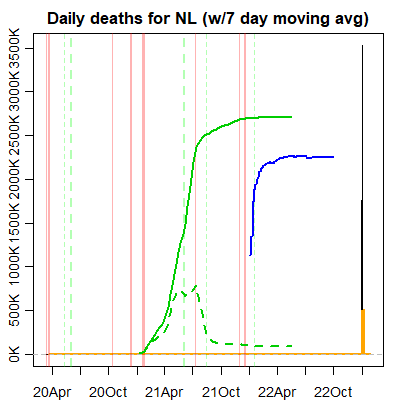 Daily deaths for NL (w/7 day moving avg)
3500K
3000K
2500K
2000K
1500K
1000K
500K
0K
20Apr 20Oct 21Apr 21Oct 22Apr 22Oct